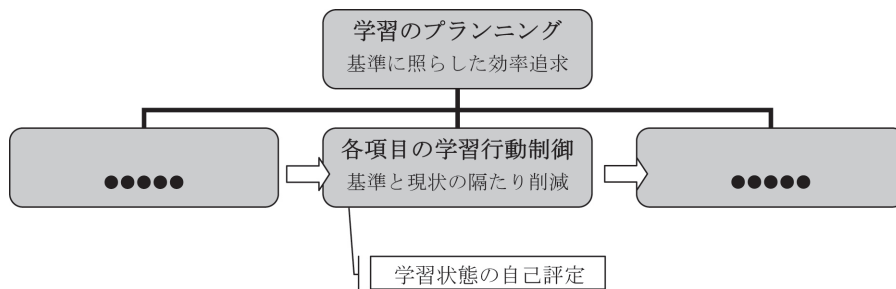 学習のプランニング
基準に照らした効率追求
●●●●●
各項目の学習行動制御
基準と現状の隔たり削減
●●●●●
学習状態の自己評定